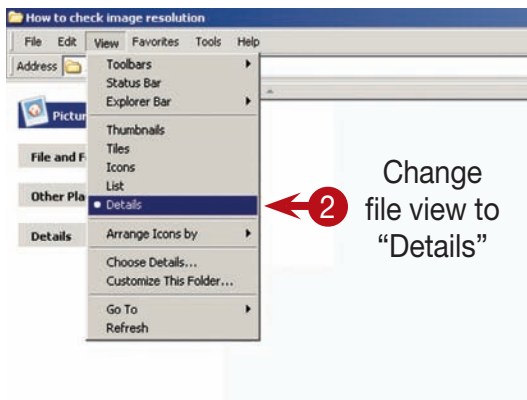 How to check image resolution
File Edit View Favorites Tools Help
Address
Toolbars
Status Bar
Explorer Bar
Thumbnails
Tiles
Icons
List
Details
Arrange Icons by
Choose Details...
Customize This Folder...
Go To
Refresh
File and
Details
2
Change
file view to
“Details”